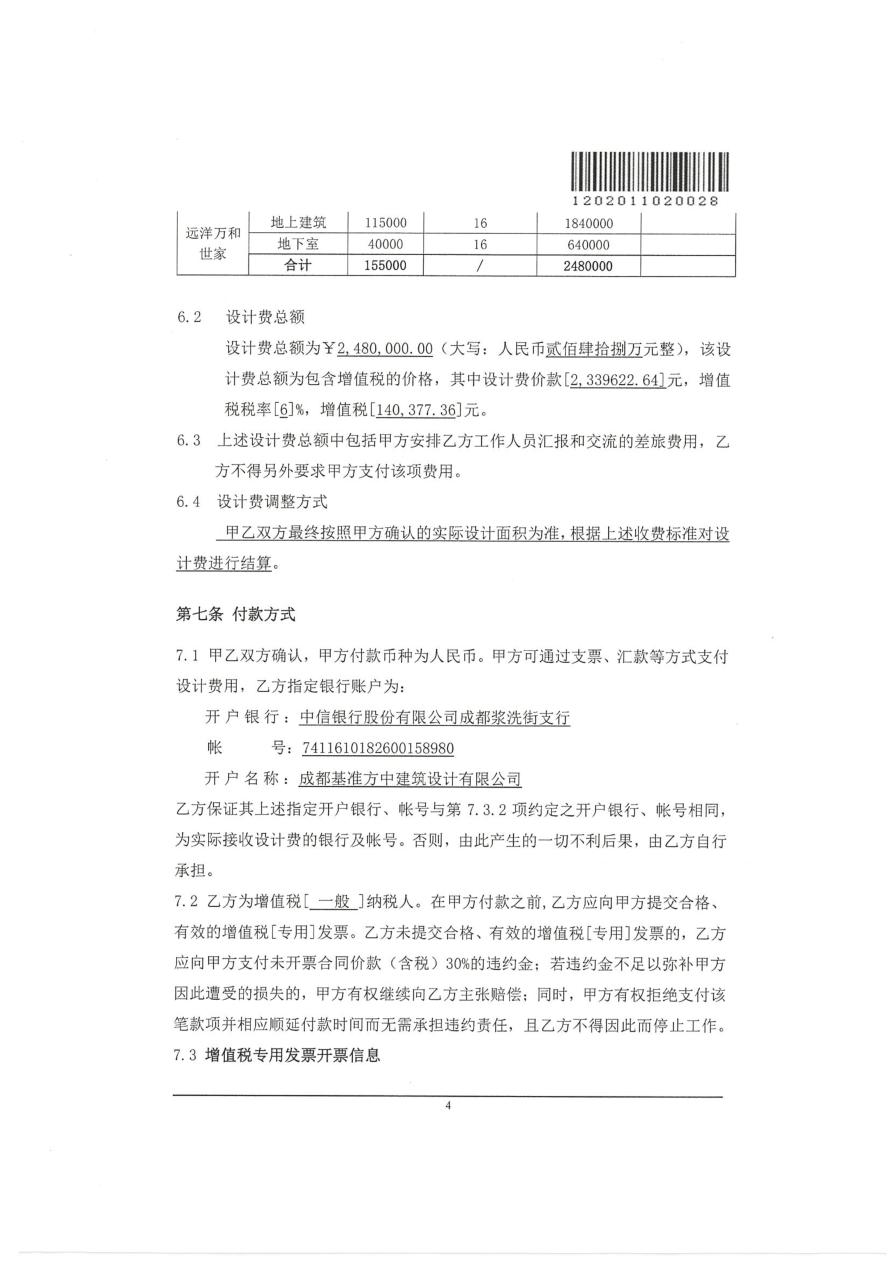 1202011020028
远洋万和世家 地上建筑 115000 16 1840000
地下室 40000 16 640000
合计 155000 / 2480000
6.2 设计费总额
设计费总额为￥2,480,000.00（大写：人民币贰佰肆拾捌万元整），该设
计费总额为包含增值税的价格，其中设计费价款[2,339622.64]元，增值
税税率[6]%，增值税[140,377.36]元。
6.3 上述设计费总额中包括甲方安排乙方工作人员汇报和交流的差旅费用，乙
方不得另外要求甲方支付该项费用。
6.4 设计费调整方式
甲乙双方最终按照甲方确认的实际设计面积为准，根据上述收费标准对设
计费进行结算。
第七条 付款方式
7.1 甲乙双方确认，甲方付款币种为人民币。甲方可通过支票、汇款等方式支付
设计费用，乙方指定银行账户为：
开户银行：中信银行股份有限公司成都浆洗街支行
帐 号：7411610182600158980
开户名称：成都基准方中建筑设计有限公司
乙方保证其上述指定开户银行、帐号与第 7.3.2 项约定之开户银行、帐号相同，
为实际接收设计费的银行及帐号。否则，由此产生的一切不利后果，由乙方自行
承担。
7.2 乙方为增值税[ 一般 ]纳税人。在甲方付款之前,乙方应向甲方提交合格、
有效的增值税[专用]发票。乙方未提交合格、有效的增值税[专用]发票的，乙方
应向甲方支付未开票合同价款（含税）30%的违约金；若违约金不足以弥补甲方
因此遭受的损失的，甲方有权继续向乙方主张赔偿；同时，甲方有权拒绝支付该
笔款项并相应顺延付款时间而无需承担违约责任，且乙方不得因此而停止工作。
7.3 增值税专用发票开票信息
4